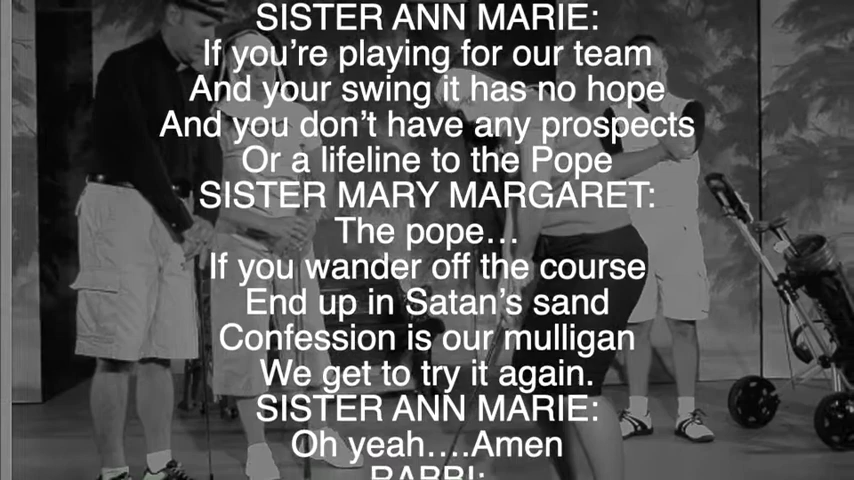 SISTER ANN MARIE:
If you're playing for our team
And your swing it has no hope
And you don't have any prospects
Or a lifeline to the Pope
SISTER MARY MARGARET:
The pope…
If you wander off the course
End up in Satan's sand
Confession is our mulligan
We get to try it again.
SISTER ANN MARIE:
Oh yeah….Amen
RABBI: